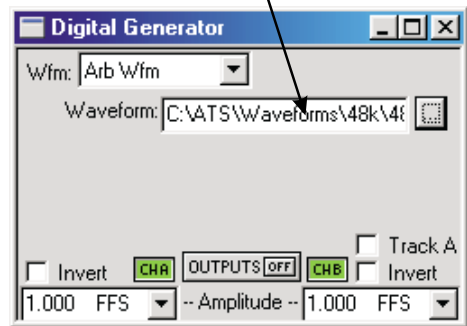 Digital Generator
Wfm: Arb Wfm
Waveform: C:\ATS\Waveforms\48k\48
Track A
Invert CHA OUTPUTS OFF CHB Invert
1.000 FFS -- Amplitude -- 1.000 FFS